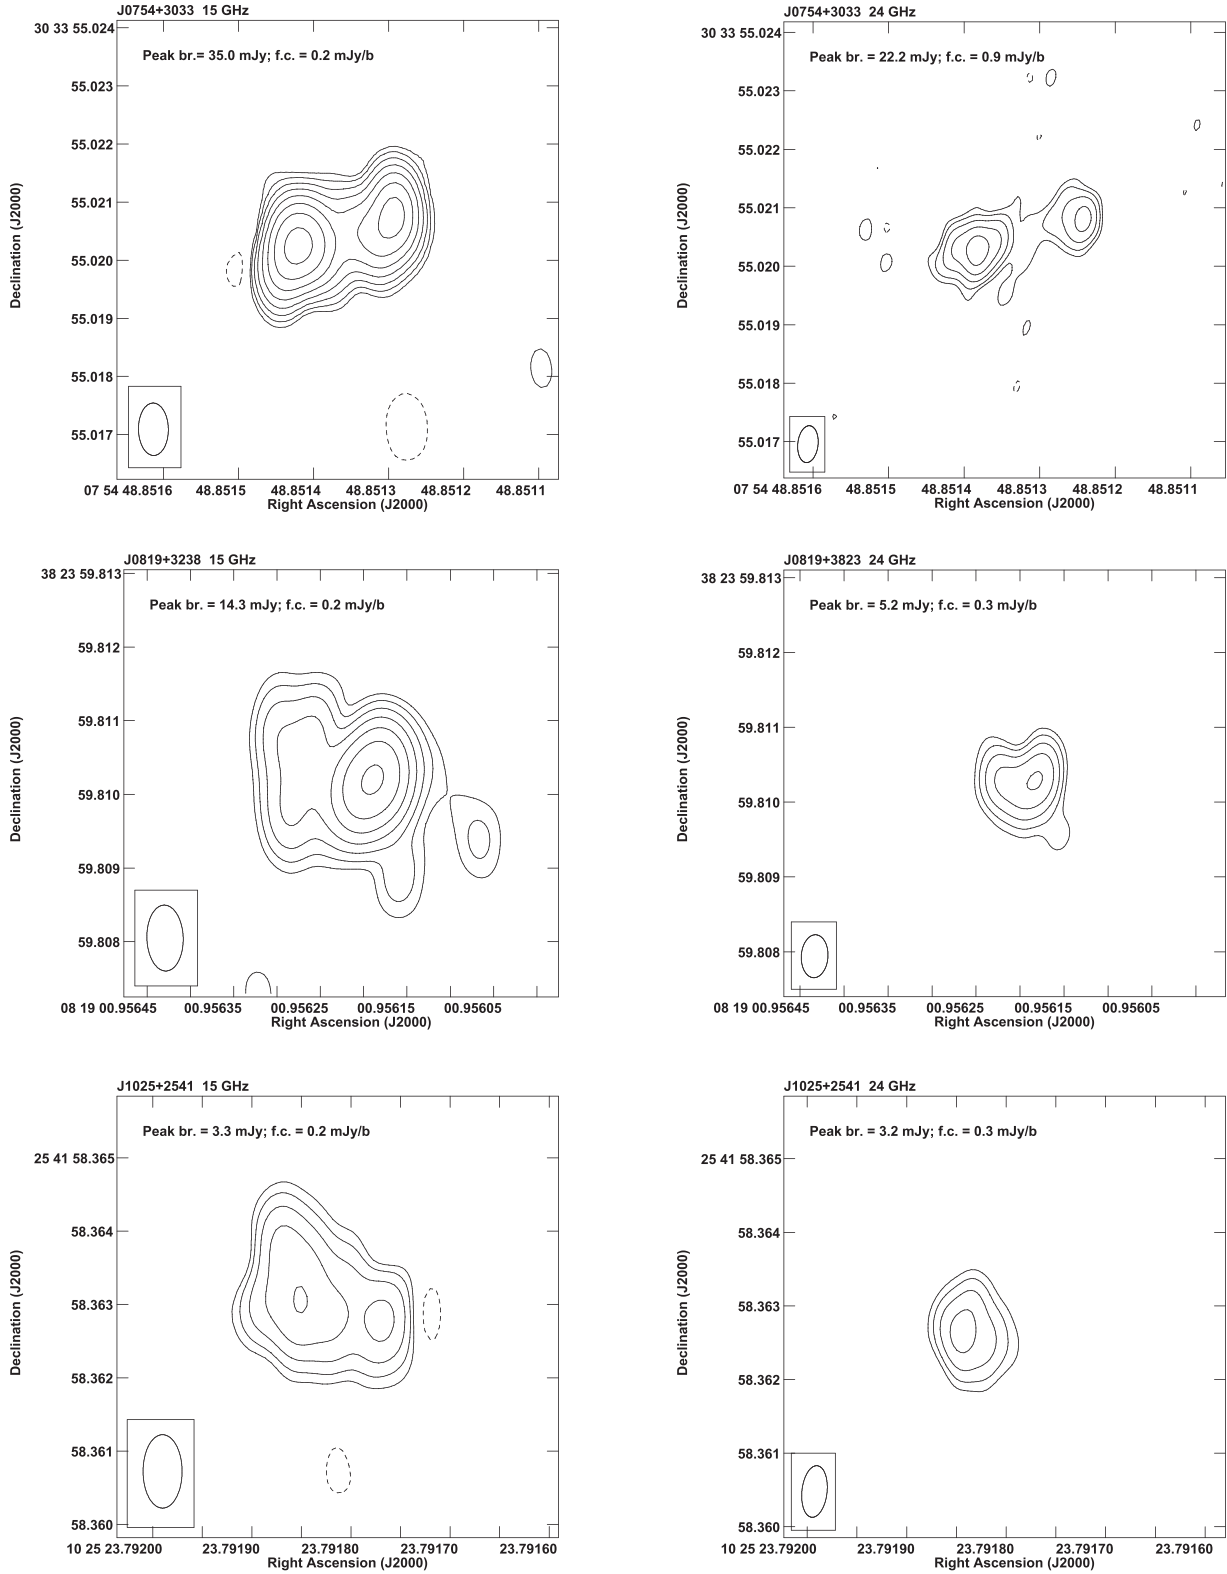 J0754+3033 15 GHz
Peak br.= 35.0 mJy; f.c. = 0.2 mJy/b
30 33 55.024
55.023
55.022
55.021
55.020
55.019
55.018
55.017
Declination (J2000)
07 54 48.8516 48.8515 48.8514 48.8513 48.8512 48.8511
Right Ascension (J2000)
J0754+3033 24 GHz
Peak br. = 22.2 mJy; f.c. = 0.9 mJy/b
30 33 55.024
55.023
55.022
55.021
55.020
55.019
55.018
55.017
Declination (J2000)
07 54 48.8516 48.8515 48.8514 48.8513 48.8512 48.8511
Right Ascension (J2000)
J0819+3238 15 GHz
Peak br. = 14.3 mJy; f.c. = 0.2 mJy/b
38 23 59.813
59.812
59.811
59.810
59.809
59.808
Declination (J2000)
08 19 00.95645 00.95635 00.95625 00.95615 00.95605
Right Ascension (J2000)
J0819+3823 24 GHz
Peak br. = 5.2 mJy; f.c. = 0.3 mJy/b
38 23 59.813
59.812
59.811
59.810
59.809
59.808
Declination (J2000)
08 19 00.95645 00.95635 00.95625 00.95615 00.95605
Right Ascension (J2000)
J1025+2541 15 GHz
Peak br. = 3.3 mJy; f.c. = 0.2 mJy/b
25 41 58.365
58.364
58.363
58.362
58.361
58.360
Declination (J2000)
10 25 23.79200 23.79190 23.79180 23.79170 23.79160
Right Ascension (J2000)
J1025+2541 24 GHz
Peak br. = 3.2 mJy; f.c. = 0.3 mJy/b
25 41 58.365
58.364
58.363
58.362
58.361
58.360
Declination (J2000)
10 25 23.79200 23.79190 23.79180 23.79170 23.79160
Right Ascension (J2000)